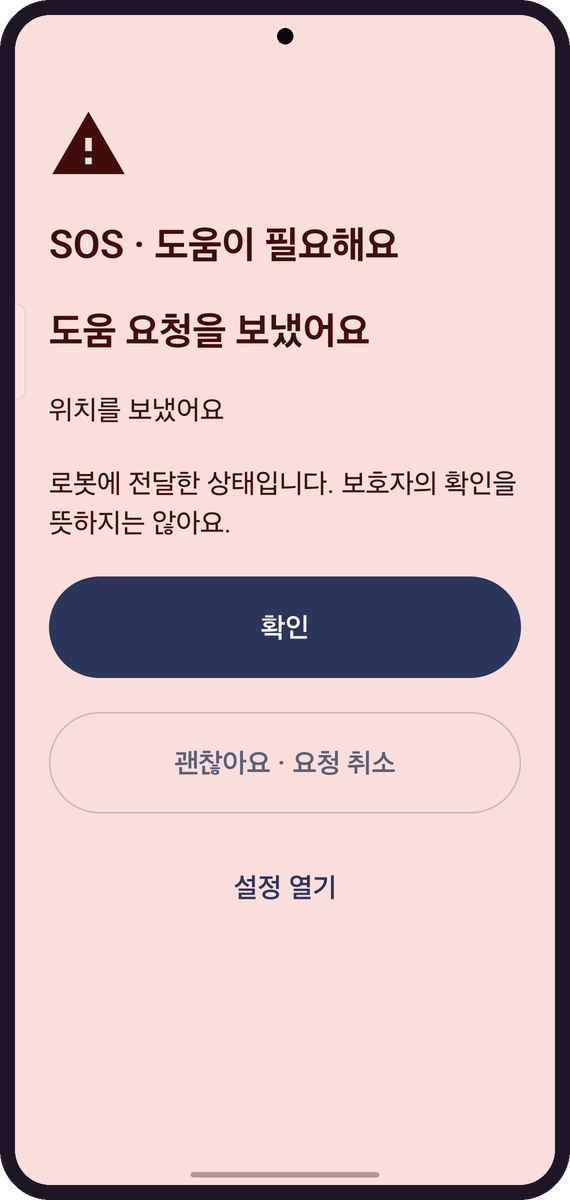 SOS · 도움이 필요해요
도움 요청을 보냈어요
위치를 보냈어요
로봇에 전달한 상태입니다. 보호자의 확인을
뜻하지는 않아요.
확인
괜찮아요 · 요청 취소
설정 열기